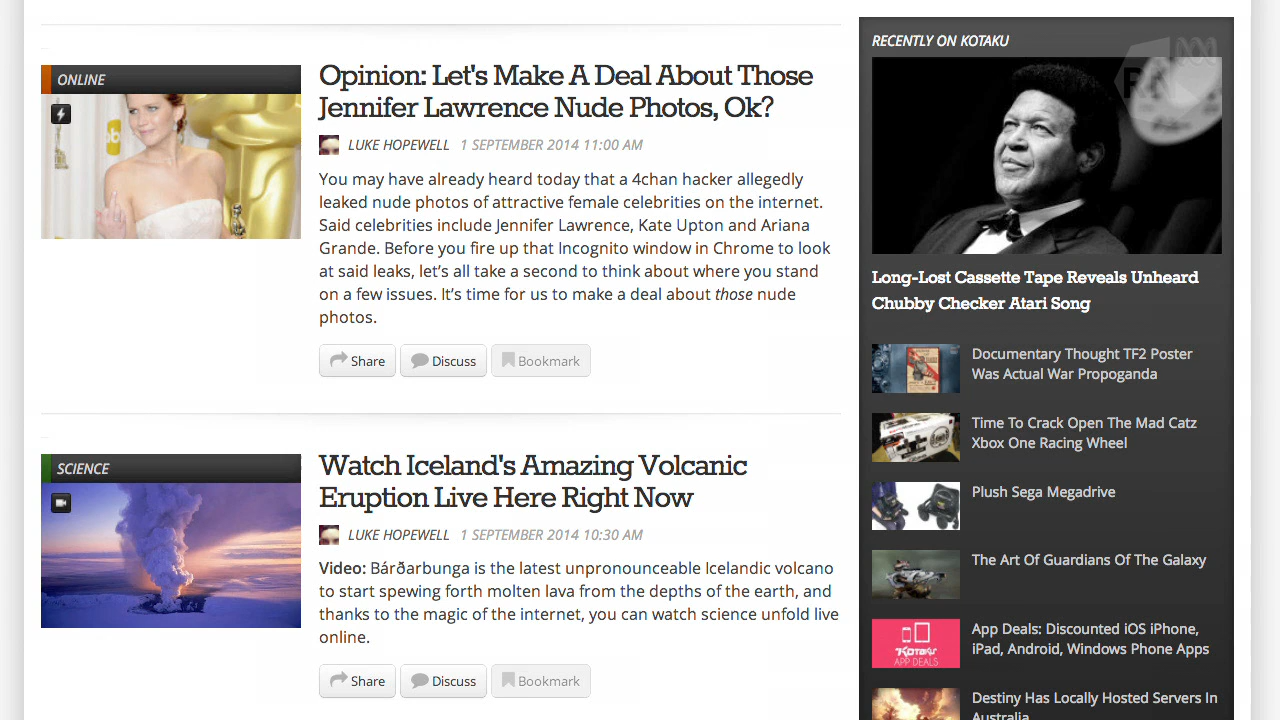 ONLINE
Opinion: Let's Make A Deal About Those
Jennifer Lawrence Nude Photos, Ok?
LUKE HOPEWELL 1 SEPTEMBER 2014 11:00 AM
You may have already heard today that a 4chan hacker allegedly
leaked nude photos of attractive female celebrities on the internet.
Said celebrities include Jennifer Lawrence, Kate Upton and Ariana
Grande. Before you fire up that Incognito window in Chrome to look
at said leaks, let's all take a second to think about where you stand
on a few issues. It's time for us to make a deal about those nude
photos.
Share Discuss Bookmark
SCIENCE
Watch Iceland's Amazing Volcanic
Eruption Live Here Right Now
LUKE HOPEWELL 1 SEPTEMBER 2014 10:30 AM
Video: Bárðarbunga is the latest unpronounceable Icelandic volcano
to start spewing forth molten lava from the depths of the earth, and
thanks to the magic of the internet, you can watch science unfold live
online.
Share Discuss Bookmark
RECENTLY ON KOTAKU
Long-Lost Cassette Tape Reveals Unheard
Chubby Checker Atari Song
Documentary Thought TF2 Poster
Was Actual War Propoganda
Time To Crack Open The Mad Catz
Xbox One Racing Wheel
Plush Sega Megadrive
The Art Of Guardians Of The Galaxy
KOTAKU
APP DEALS
App Deals: Discounted iOS iPhone,
iPad, Android, Windows Phone Apps
Destiny Has Locally Hosted Servers In
Australia